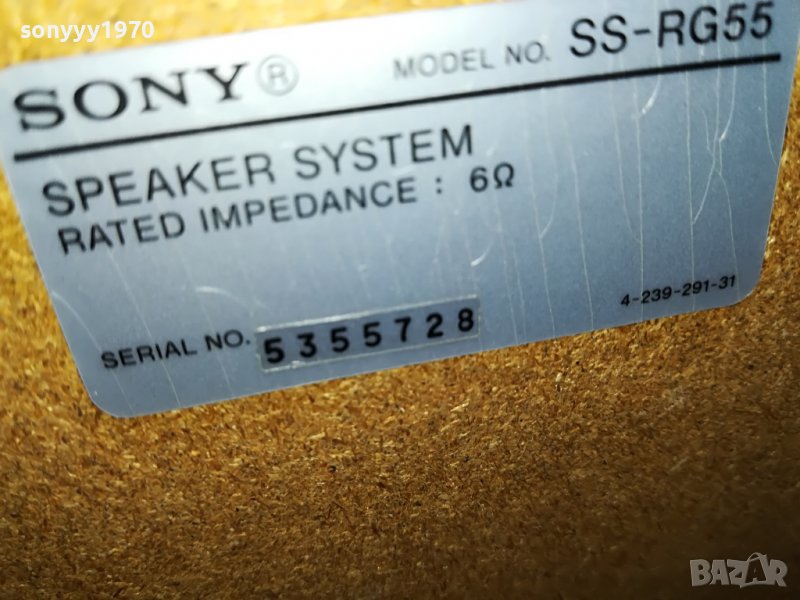 sonyyy1970
SONY® MODEL NO. SS-RG55
SPEAKER SYSTEM
RATED IMPEDANCE : 6Ω
4-239-291-31
SERIAL NO. 5355728
BAZAR